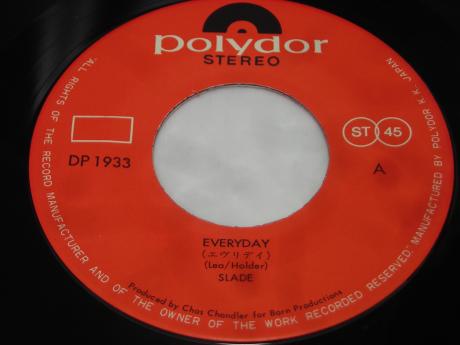 polydor
STEREO
ST 45
DP 1933
A
EVERYDAY
(エヴリデイ)
(Lea/Holder)
SLADE
Produced by Chas Chandler for Barn Productions
"ALL RIGHTS OF THE RECORD MANUFACTURER AND OF THE OWNER OF THE WORK RECORDED RESERVED." MANUFACTURED BY POLYDOR K.K. JAPAN